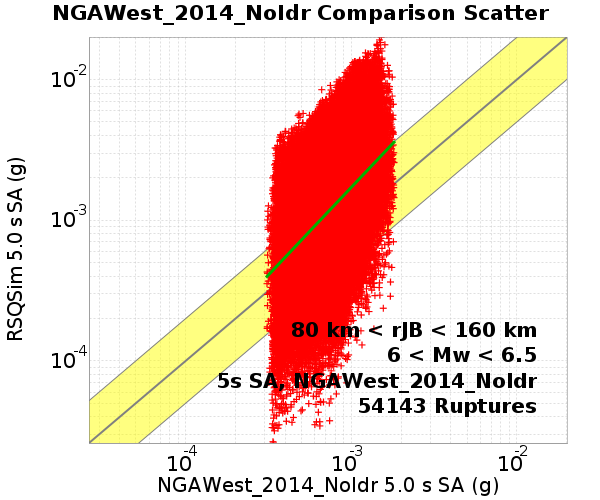 NGAWest_2014_NoIdr Comparison Scatter
RSQSim 5.0 s SA (g)
10-2
10-3
10-4
80 km < rJB < 160 km
6 < Mw < 6.5
5s SA, NGAWest_2014_NoIdr
54143 Ruptures
10-4 10-3 10-2
NGAWest_2014_NoIdr 5.0 s SA (g)